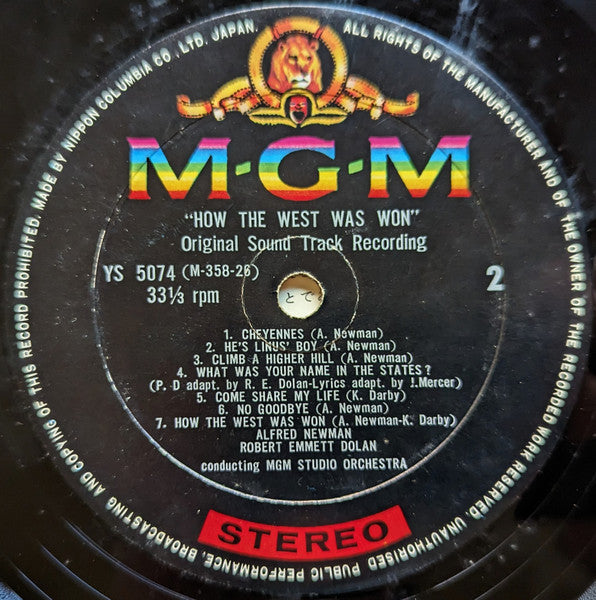 ALL RIGHTS OF THE MANUFACTURER AND OF THE OWNER OF THE RECORDED WORK RESERVED. UNAUTHORISED PUBLIC PERFORMANCE, BROADCASTING AND COPYING OF THIS RECORD PROHIBITED. MADE BY NIPPON COLUMBIA CO., LTD. JAPAN.
M-G-M
"HOW THE WEST WAS WON"
Original Sound Track Recording
YS 5074 (M-358-26)
33⅓ rpm
2
とで
1. CHEYENNES (A. Newman)
2. HE'S LINUS' BOY (A. Newman)
3. CLIMB A HIGHER HILL (A. Newman)
4. WHAT WAS YOUR NAME IN THE STATES?
(P. D adapt. by R. E. Dolan-Lyrics adapt. by J.Mercer)
5. COME SHARE MY LIFE (K. Darby)
6. NO GOODBYE (A. Newman)
7. HOW THE WEST WAS WON (A. Newman-K. Darby)
ALFRED NEWMAN
ROBERT EMMETT DOLAN
conducting MGM STUDIO ORCHESTRA
STEREO